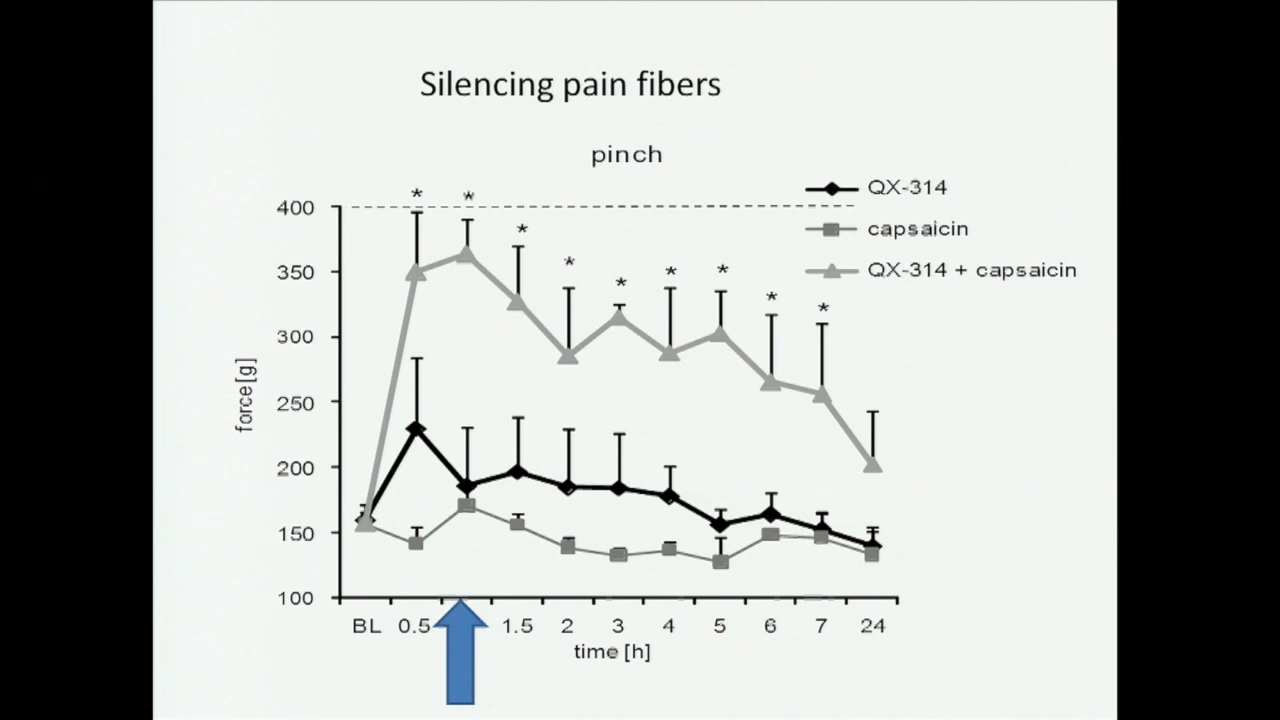 Silencing pain fibers
pinch
QX-314
capsaicin
QX-314 + capsaicin
* * * * * * * * *
400
350
300
250
200
150
100
force[g]
BL 0.5 1.5 2 3 4 5 6 7 24
time [h]